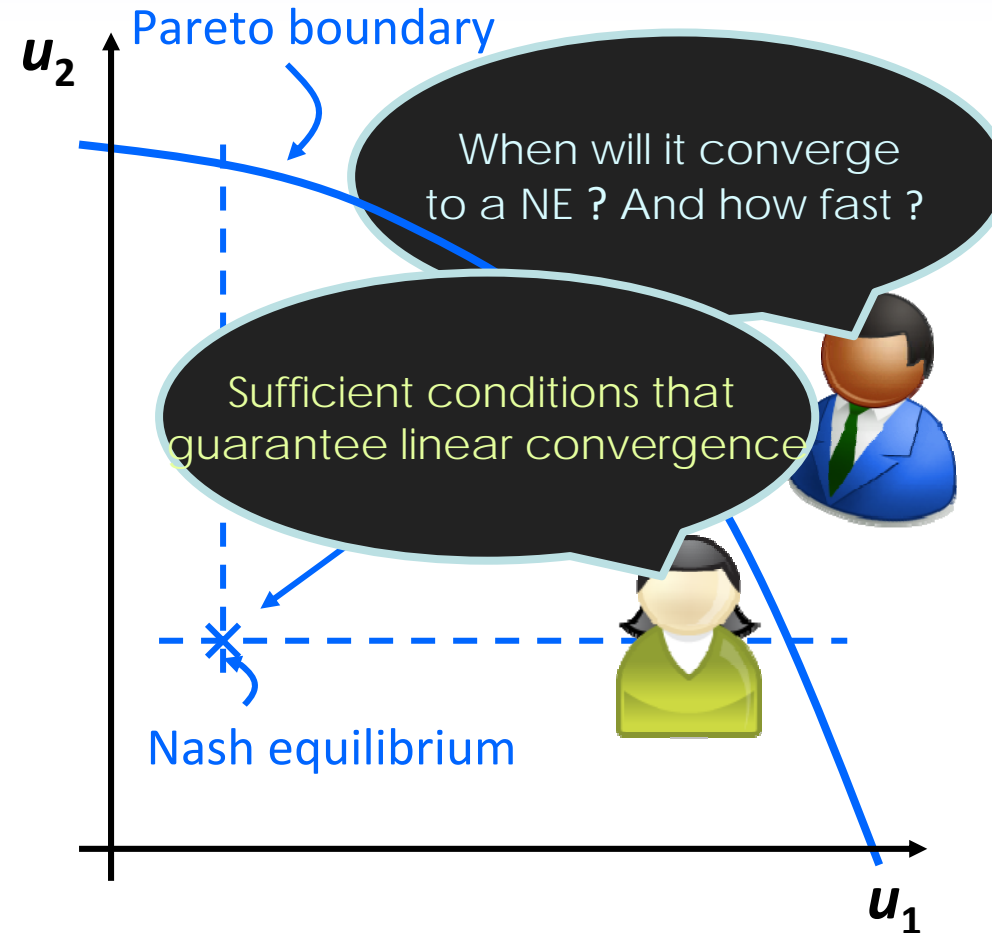 Pareto boundary
u2
When will it converge
to a NE ? And how fast ?
Sufficient conditions that
guarantee linear convergence
Nash equilibrium
u1